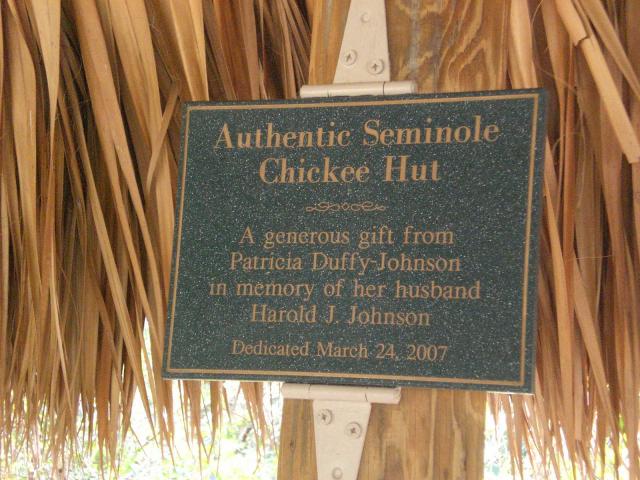 Authentic Seminole
Chickee Hut
A generous gift from
Patricia Duffy-Johnson
in memory of her husband
Harold J. Johnson
Dedicated March 24, 2007